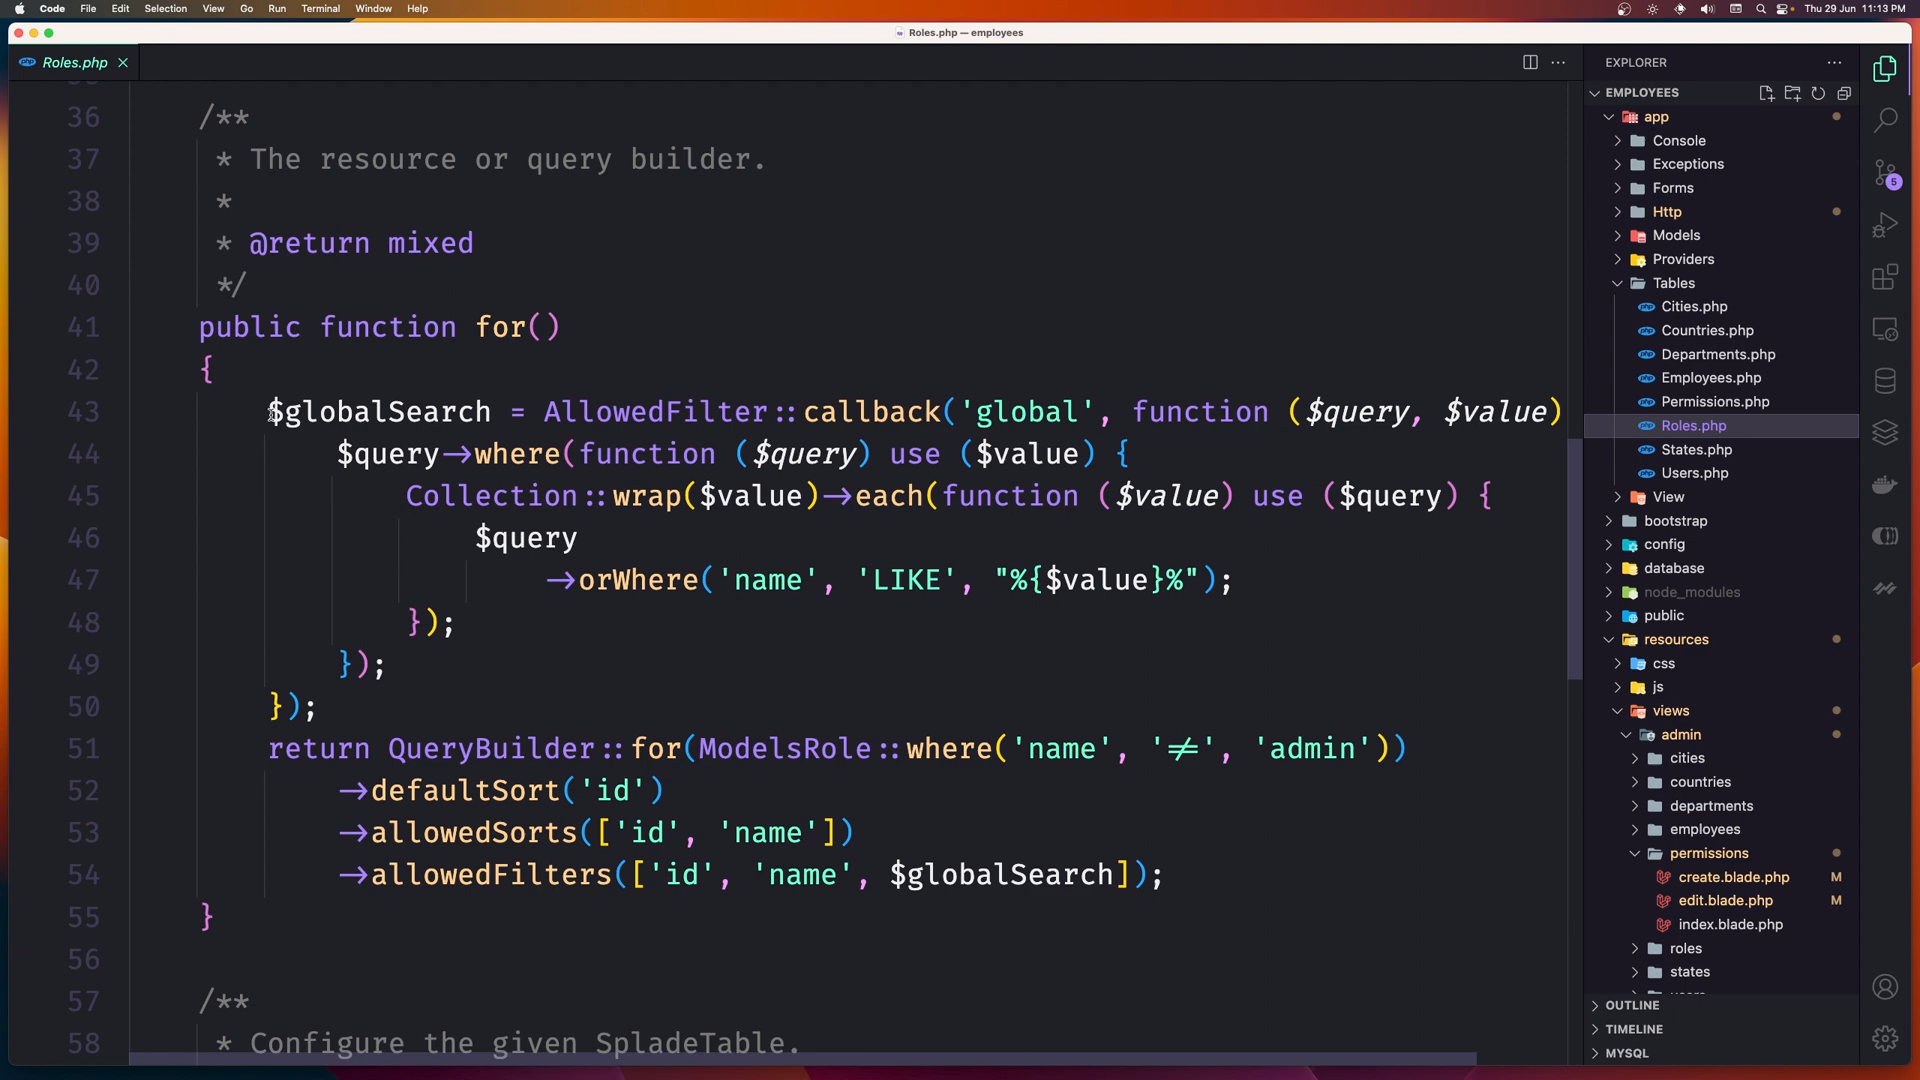 Code File Edit Selection View Go Run Terminal Window Help
Thu 29 Jun 11:13 PM
Roles.php — employees
Roles.php
36 /**
37 * The resource or query builder.
38 *
39 * @return mixed
40 */
41 public function for()
42 {
43 $globalSearch = AllowedFilter::callback('global', function ($query, $value)
44 $query->where(function ($query) use ($value) {
45 Collection::wrap($value)->each(function ($value) use ($query) {
46 $query
47 ->orWhere('name', 'LIKE', "%{$value}%");
48 });
49 });
50 });
51 return QueryBuilder::for(ModelsRole::where('name', '!=', 'admin'))
52 ->defaultSort('id')
53 ->allowedSorts(['id', 'name'])
54 ->allowedFilters(['id', 'name', $globalSearch]);
55 }
56
57 /**
58 * Configure the given SpladeTable.
EXPLORER
EMPLOYEES
app
Console
Exceptions
Forms
Http
Models
Providers
Tables
Cities.php
Countries.php
Departments.php
Employees.php
Permissions.php
Roles.php
States.php
Users.php
View
bootstrap
config
database
node_modules
public
resources
css
js
views
admin
cities
countries
departments
employees
permissions
create.blade.php M
edit.blade.php M
index.blade.php
roles
states
OUTLINE
TIMELINE
MYSQL
5